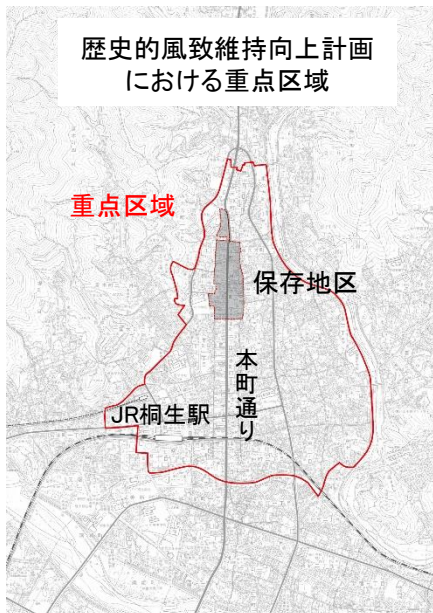 歴史的風致維持向上計画
における重点区域
重点区域
保存地区
本町通り
JR桐生駅